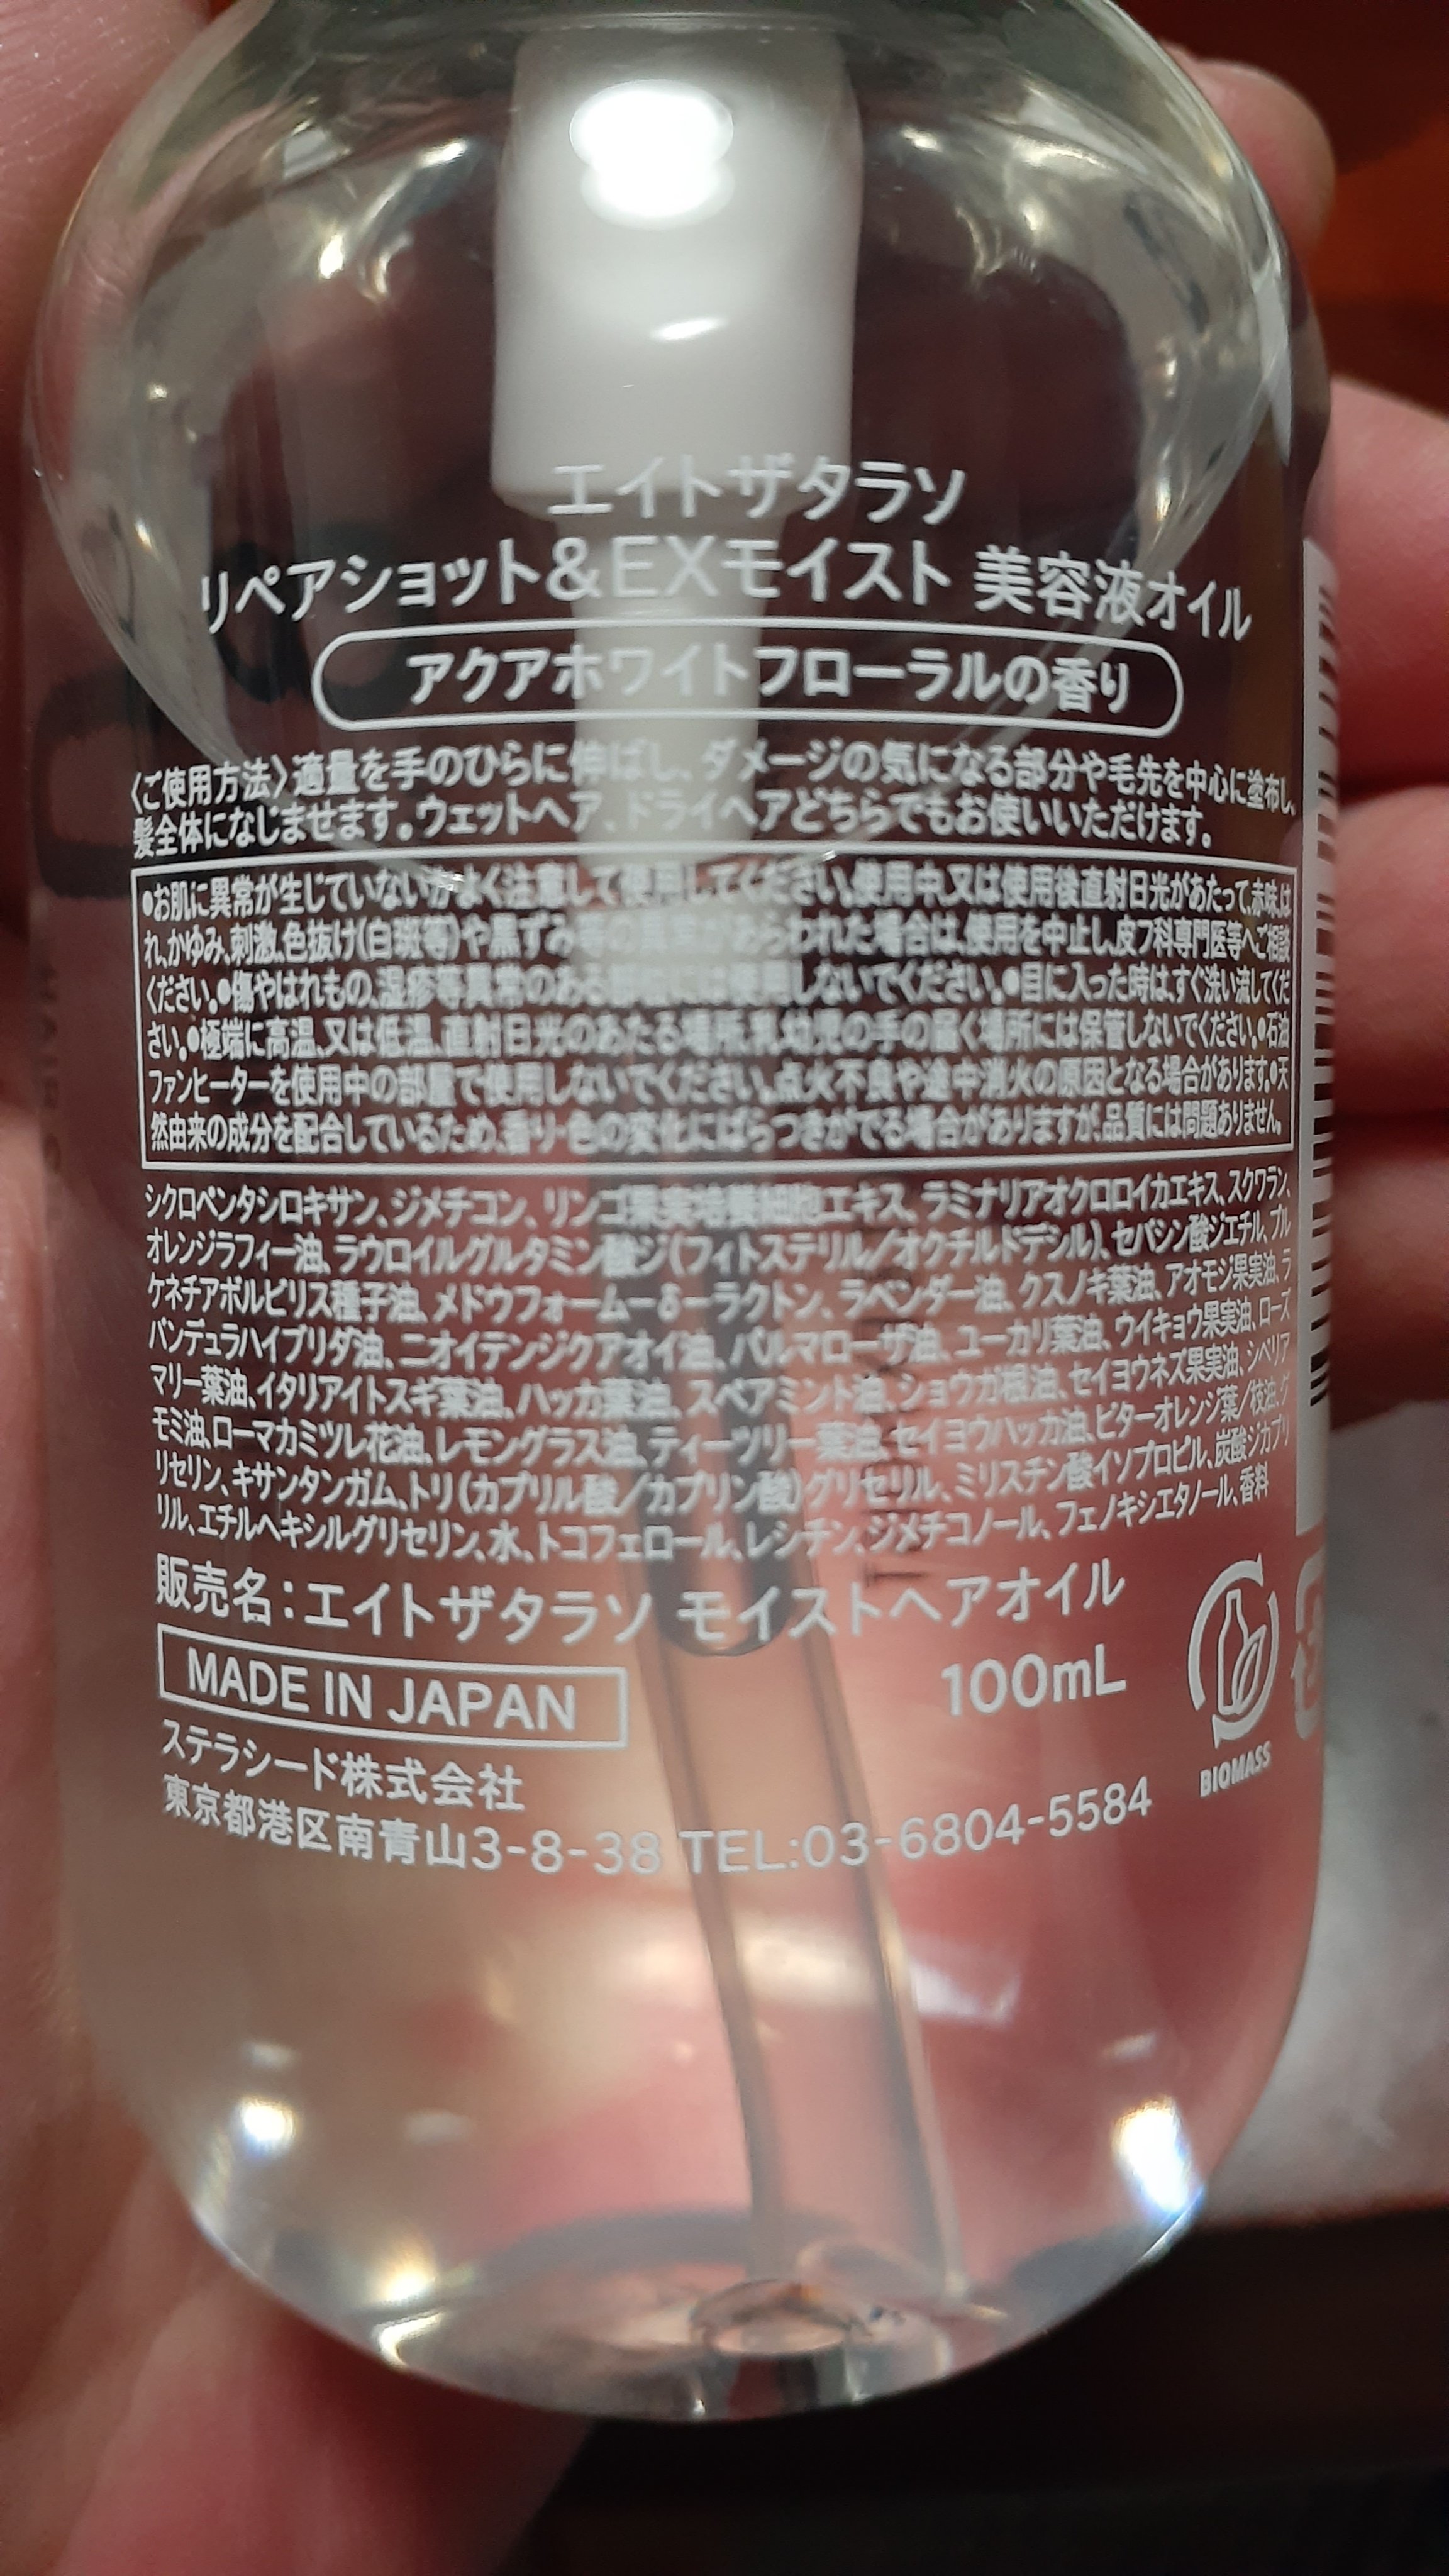 エイトザタラソ
リペアショット&EXモイスト 美容液オイル
アクアホワイトフローラルの香り
〈ご使用方法〉適量を手のひらに伸ばし、ダメージの気になる部分や毛先を中心に塗布し、
髪全体になじませます。ウェットヘア、ドライヘアどちらでもお使いいただけます。
●お肌に異常が生じていないかよく注意して使用してください。使用中、又は使用後直射日光があたって、赤味、は
れ、かゆみ、刺激、色抜け(白斑等)や黒ずみ等の異常があらわれた場合は、使用を中止し、皮フ科専門医等へご相談
ください。●傷やはれもの、湿疹等異常のある部位には使用しないでください。●目に入った時は、すぐ洗い流してくだ
さい。●極端に高温、又は低温、直射日光のあたる場所、乳幼児の手の届く場所には保管しないでください。●石油
ファンヒーターを使用中の部屋で使用しないでください。点火不良や途中消火の原因となる場合があります。●天
然由来の成分を配合しているため、香り・色の変化にばらつきがでる場合がありますが、品質には問題ありません。
シクロペンタシロキサン、ジメチコン、リンゴ果実培養細胞エキス、ラミナリアオクロロイカエキス、スクワラン、
オレンジラフィー油、ラウロイルグルタミン酸ジ(フィトステリル/オクチルドデシル)、セバシン酸ジエチル、プル
ケネチアボルビリス種子油、メドウフォーム-δ-ラクトン、ラベンダー油、クスノキ葉油、アオモジ果実油、ラ
バンデュラハイブリダ油、ニオイテンジクアオイ油、パルマローザ油、ユーカリ葉油、ウイキョウ果実油、ローズ
マリー葉油、イタリアイトスギ葉油、ハッカ葉油、スペアミント油、ショウガ根油、セイヨウネズ果実油、シベリア
モミ油、ローマカミツレ花油、レモングラス油、ティーツリー葉油、セイヨウハッカ油、ビターオレンジ葉/枝油、グ
リセリン、キサンタンガム、トリ(カプリル酸/カプリン酸)グリセリル、ミリスチン酸イソプロピル、炭酸ジカプリ
リル、エチルヘキシルグリセリン、水、トコフェロール、レシチン、ジメチコノール、フェノキシエタノール、香料
販売名:エイトザタラソ モイストヘアオイル
MADE IN JAPAN
100mL
BIOMASS
ステラシード株式会社
東京都港区南青山3-8-38 TEL:03-6804-5584